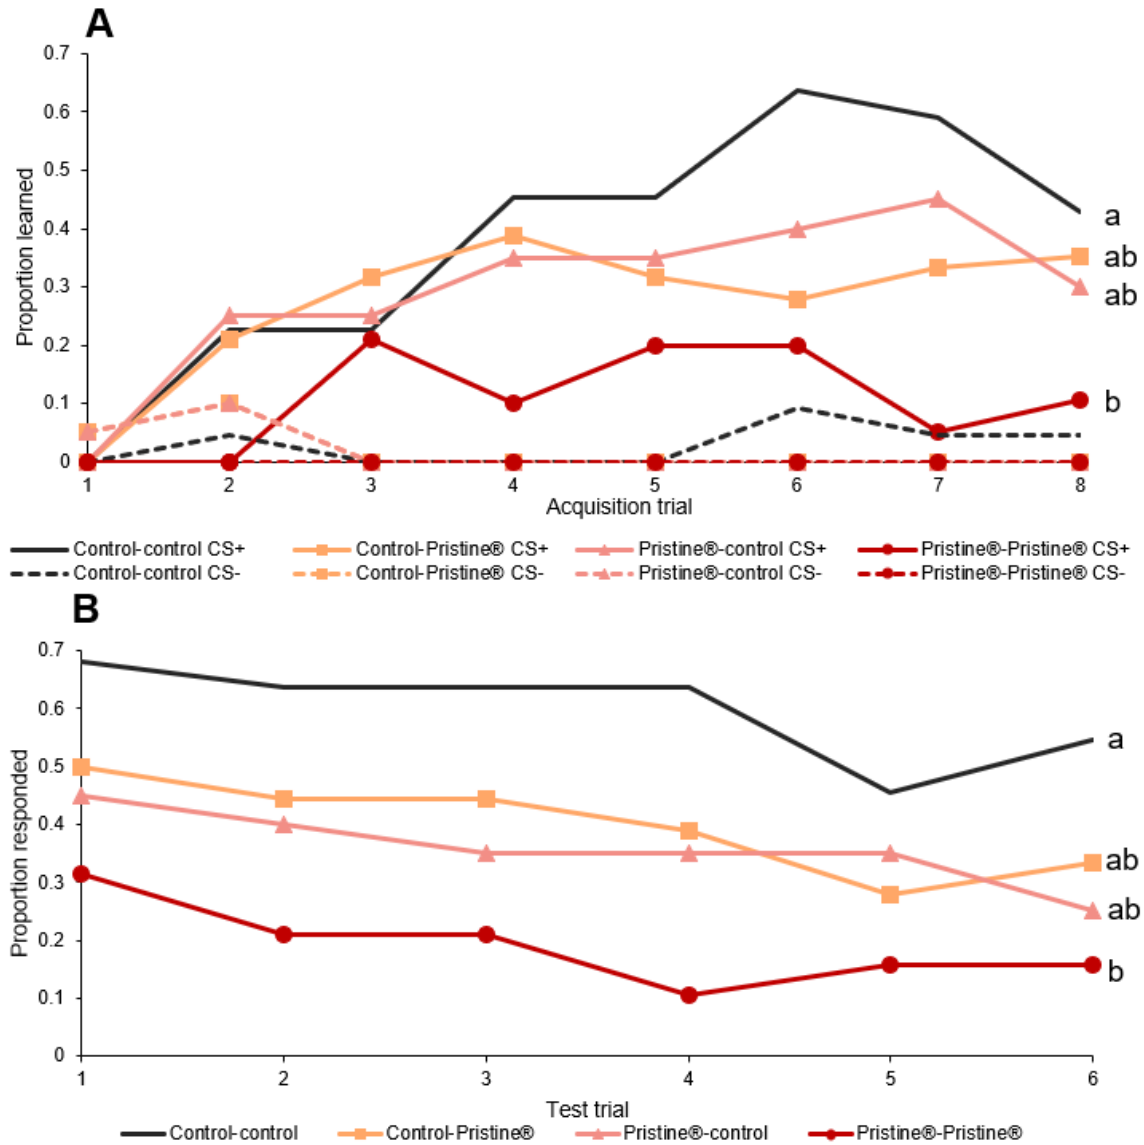 A
0.7
0.6
0.5
0.4
0.3
0.2
0.1
0
Proportion learned
a
ab
ab
b
1 2 3 4 5 6 7 8
Acquisition trial
Control-control CS+ Control-Pristine® CS+ Pristine®-control CS+ Pristine®-Pristine® CS+
Control-control CS- Control-Pristine® CS- Pristine®-control CS- Pristine®-Pristine® CS-
B
0.7
0.6
0.5
0.4
0.3
0.2
0.1
0
Proportion responded
a
ab
ab
b
1 2 3 4 5 6
Test trial
Control-control Control-Pristine® Pristine®-control Pristine®-Pristine®